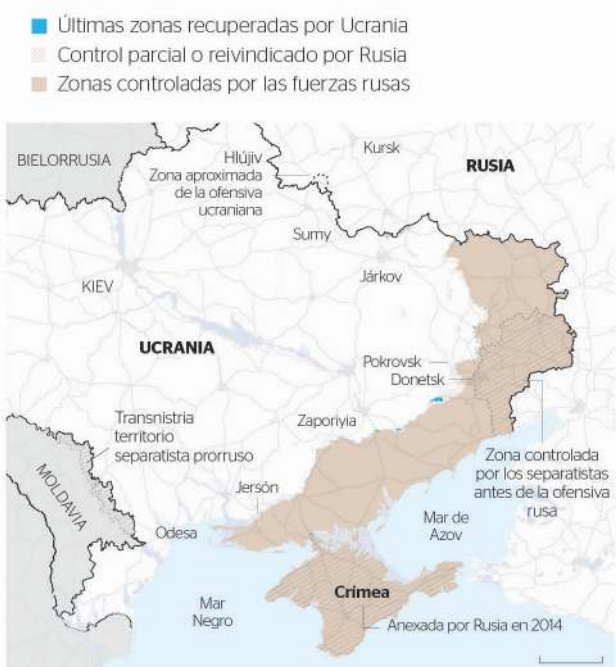 Últimas zonas recuperadas por Ucrania
Control parcial o reivindicado por Rusia
Zonas controladas por las fuerzas rusas
BIELORRUSIA
Hlújiv
Zona aproximada
de la ofensiva
ucraniana
Kursk
RUSIA
Sumy
Járkov
KIEV
UCRANIA
Pokrovsk
Donetsk
Zaporiyia
Transnistria
territorio
separatista prorruso
MOLDAVIA
Jersón
Zona controlada
por los separatistas
antes de la ofensiva
rusa
Odesa
Mar de
Azov
Mar
Negro
Crímea
Anexada por Rusia en 2014